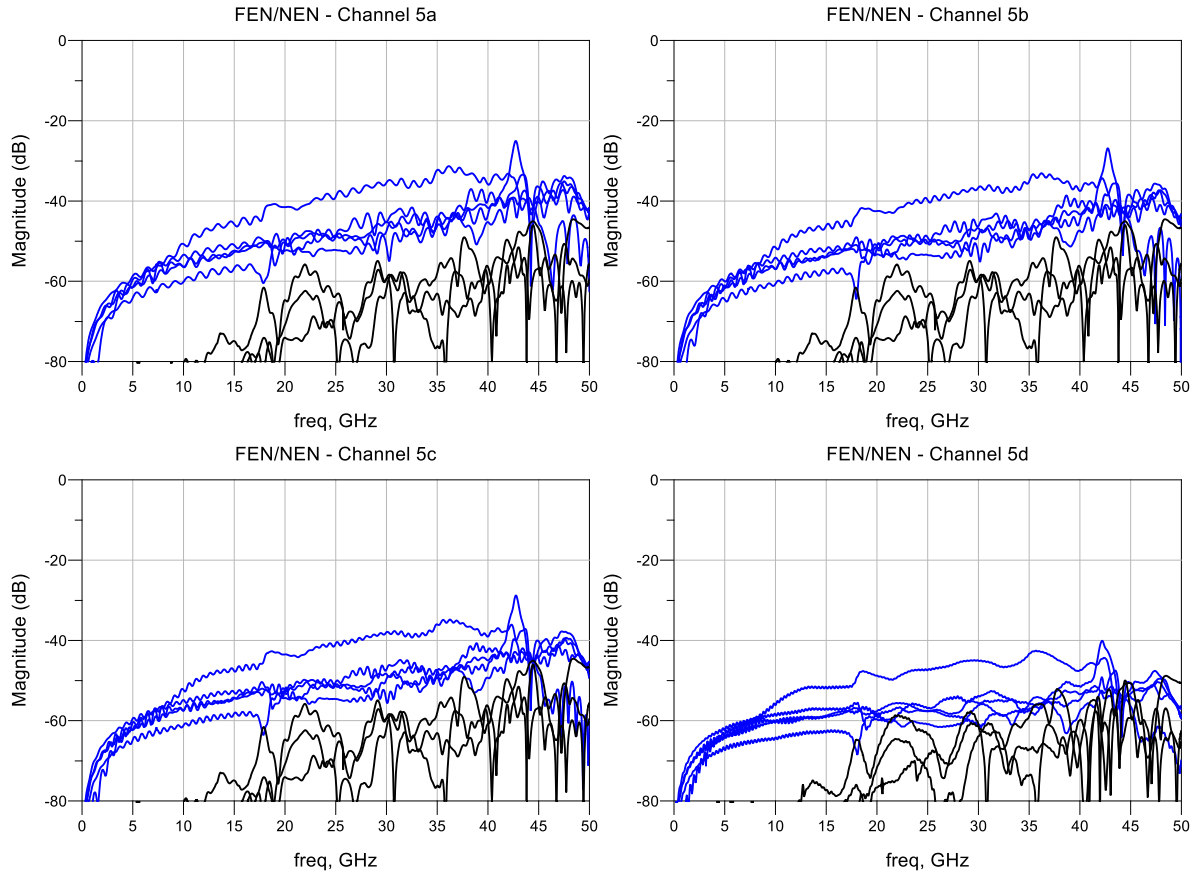 FEN/NEN - Channel 5a
FEN/NEN - Channel 5b
0
-20
-40
-60
-80
Magnitude (dB)
0 5 10 15 20 25 30 35 40 45 50
freq, GHz
0
-20
-40
-60
-80
Magnitude (dB)
0 5 10 15 20 25 30 35 40 45 50
freq, GHz
FEN/NEN - Channel 5c
FEN/NEN - Channel 5d
0
-20
-40
-60
-80
Magnitude (dB)
0 5 10 15 20 25 30 35 40 45 50
freq, GHz
0
-20
-40
-60
-80
Magnitude (dB)
0 5 10 15 20 25 30 35 40 45 50
freq, GHz